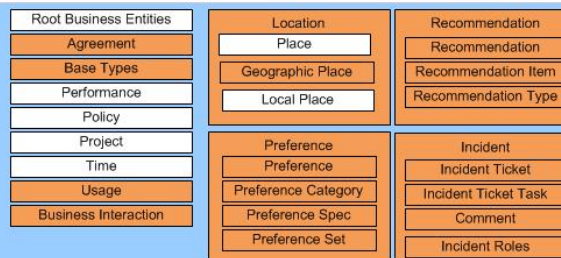 Root Business Entities
Agreement
Base Types
Performance
Policy
Project
Time
Usage
Business Interaction
Location
Place
Geographic Place
Local Place
Recommendation
Recommendation
Recommendation Item
Recommendation Type
Preference
Preference
Preference Category
Preference Spec
Preference Set
Incident
Incident Ticket
Incident Ticket Task
Comment
Incident Roles